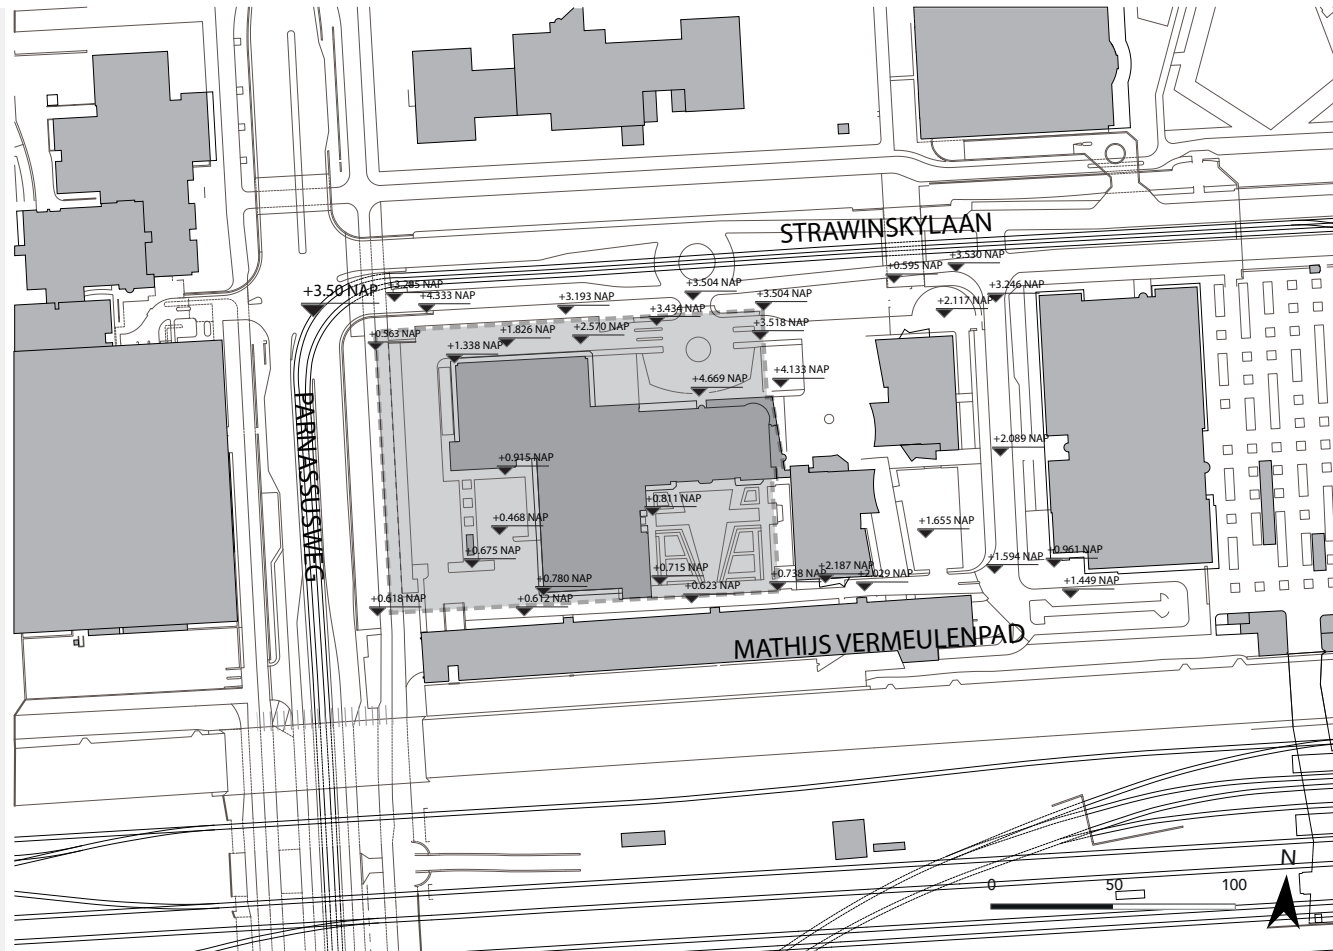 STRAWINSKYLAAN
+3.530 NAP
+0.595 NAP
+3.50 NAP
+3.285 NAP
+4.333 NAP
+3.193 NAP
+3.504 NAP
+3.504 NAP
+3.246 NAP
+2.117 NAP
+0.563 NAP
+1.826 NAP
+2.570 NAP
+3.434 NAP
+3.518 NAP
+1.338 NAP
+4.669 NAP
+4.133 NAP
PARNASSUSWEG
+2.089 NAP
+0.915 NAP
+0.811 NAP
+0.468 NAP
+1.655 NAP
+0.675 NAP
+0.715 NAP
+2.187 NAP
+1.594 NAP
+0.961 NAP
+0.780 NAP
+0.623 NAP
+0.738 NAP
+2.029 NAP
+1.449 NAP
+0.618 NAP
+0.612 NAP
MATHIJS VERMEULENPAD
N
0 50 100